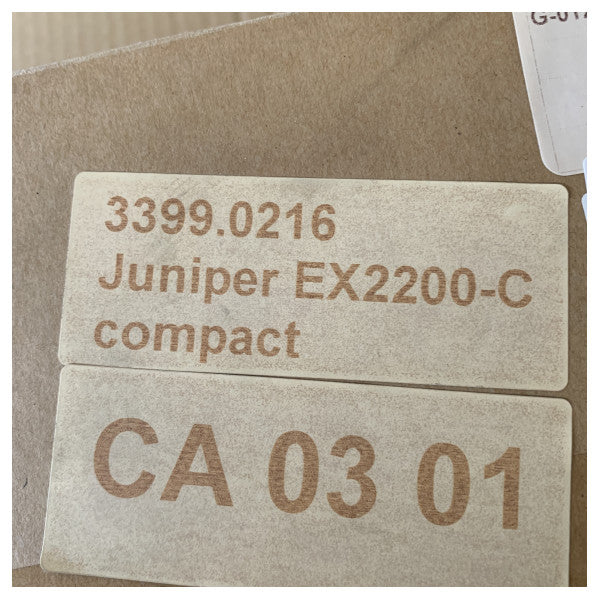 3399.0216
Juniper EX2200-C
compact
CA 03 01